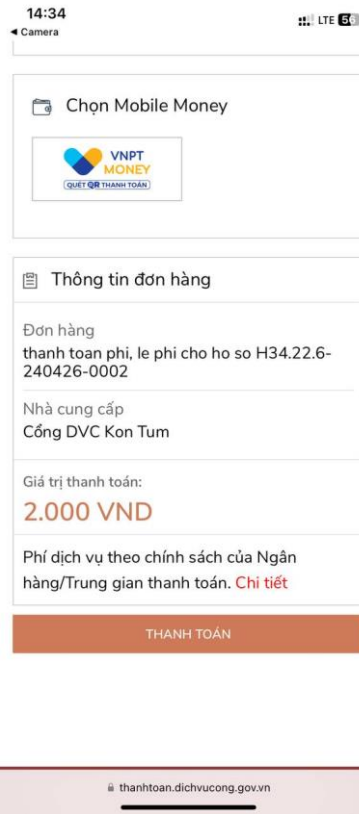 14:34
LTE 56
Camera
Chọn Mobile Money
VNPT
MONEY
QUÉT QR THANH TOÁN
Thông tin đơn hàng
Đơn hàng
thanh toan phi, le phi cho ho so H34.22.6-
240426-0002
Nhà cung cấp
Cổng DVC Kon Tum
Giá trị thanh toán:
2.000 VND
Phí dịch vụ theo chính sách của Ngân
hàng/Trung gian thanh toán. Chi tiết
THANH TOÁN
thanhtoan.dichvucong.gov.vn